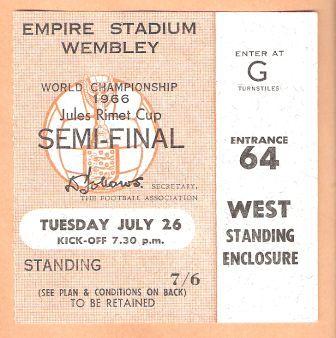 EMPIRE STADIUM
WEMBLEY
WORLD CHAMPIONSHIP
1966
Jules Rimet Cup
SEMI-FINAL
D Follows. SECRETARY,
THE FOOTBALL ASSOCIATION
TUESDAY JULY 26
KICK-OFF 7.30 p.m.
STANDING
7/6
(SEE PLAN & CONDITIONS ON BACK)
TO BE RETAINED
ENTER AT
G
TURNSTILES
ENTRANCE
64
WEST
STANDING
ENCLOSURE